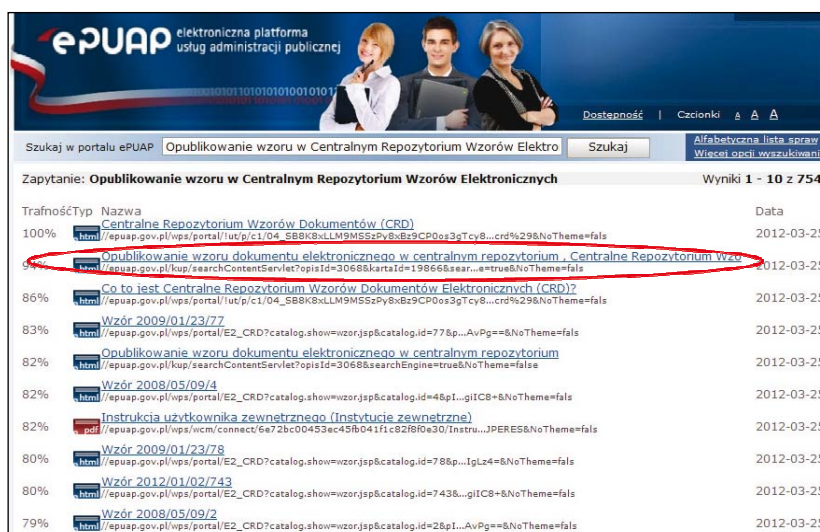 ePUAP elektroniczna platforma
usług administracji publicznej
Dostępność | Czcionki A A A
Szukaj w portalu ePUAP Opublikowanie wzoru w Centralnym Repozytorium Wzorów Elektro Szukaj
Alfabetyczna lista spraw
Więcej opcji wyszukiwani
Zapytanie: Opublikowanie wzoru w Centralnym Repozytorium Wzorów Elektronicznych Wyniki 1 - 10 z 754
Trafność Typ Nazwa Data
Centralne Repozytorium Wzorów Dokumentów (CRD)
100% html //epuap.gov.pl/wps/portal/!ut/p/c1/04_SB8K8xLLM9MSSzPy8xBz9CP0os3gTcy8...crd%29&NoTheme=fals 2012-03-25
Opublikowanie wzoru dokumentu elektronicznego w centralnym repozytorium , Centralne Repozytorium Wzo
94% html //epuap.gov.pl/kup/searchContentServlet?opisId=3068&kartaId=19866&sear...e=true&NoTheme=fals 2012-03-25
Co to jest Centralne Repozytorium Wzorów Dokumentów Elektronicznych (CRD)?
86% html //epuap.gov.pl/wps/portal/!ut/p/c1/04_SB8K8xLLM9MSSzPy8xBz9CP0os3gTcy8...crd%29&NoTheme=fals 2012-03-25
Wzór 2009/01/23/77
83% html //epuap.gov.pl/wps/portal/E2_CRD?catalog.show=wzor.jsp&catalog.id=77&p...AvPg==&NoTheme=fals 2012-03-25
Opublikowanie wzoru dokumentu elektronicznego w centralnym repozytorium
82% html //epuap.gov.pl/kup/searchContentServlet?opisId=3068&searchEngine=true&NoTheme=false 2012-03-25
Wzór 2008/05/09/4
82% html //epuap.gov.pl/wps/portal/E2_CRD?catalog.show=wzor.jsp&catalog.id=4&pI...giIC8+&NoTheme=fals 2012-03-25
Instrukcja użytkownika zewnętrznego (Instytucje zewnętrzne)
82% pdf //epuap.gov.pl/wps/wcm/connect/6e72bc00453ec45fb041f1c82f8f0e30/Instru...JPERES&NoTheme=fals 2012-03-25
Wzór 2009/01/23/78
80% html //epuap.gov.pl/wps/portal/E2_CRD?catalog.show=wzor.jsp&catalog.id=78&p...IgLz4=&NoTheme=fals 2012-03-25
Wzór 2012/01/02/743
80% html //epuap.gov.pl/wps/portal/E2_CRD?catalog.show=wzor.jsp&catalog.id=743&...giIC8+&NoTheme=fals 2012-03-25
Wzór 2008/05/09/2
79% html //epuap.gov.pl/wps/portal/E2_CRD?catalog.show=wzor.jsp&catalog.id=2&pI...AvPg==&NoTheme=fals 2012-03-25